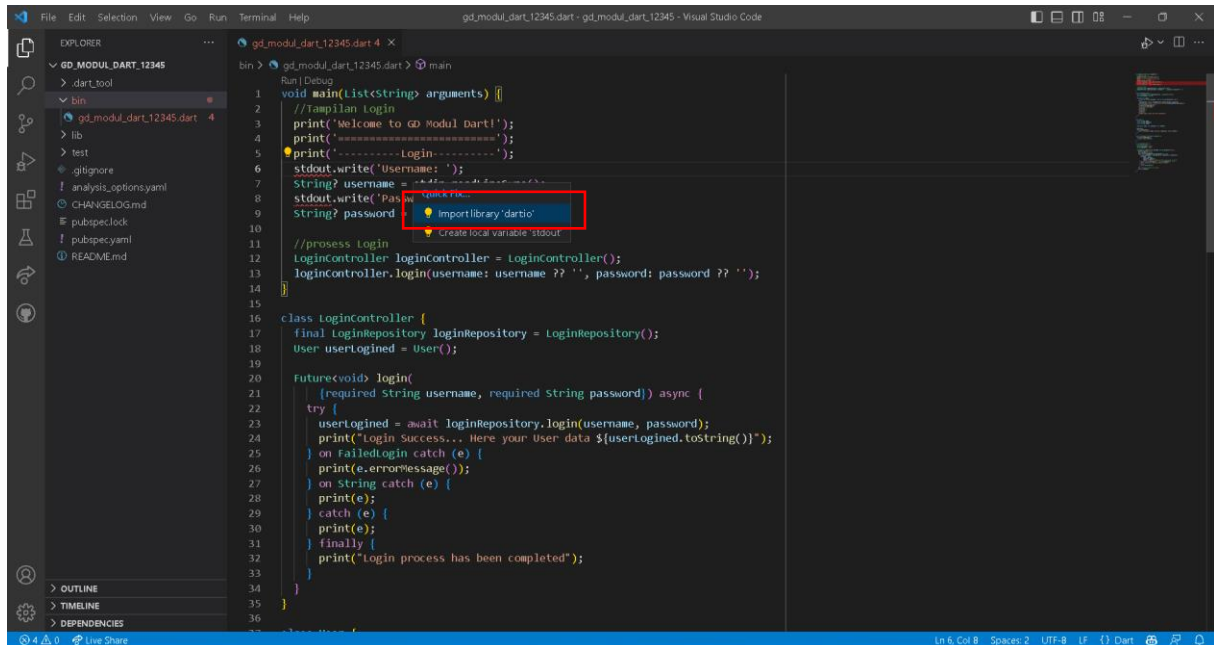 File Edit Selection View Go Run Terminal Help
gd_modul_dart_12345.dart - gd_modul_dart_12345 - Visual Studio Code
EXPLORER
GD_MODUL_DART_12345
.dart_tool
bin
gd_modul_dart_12345.dart 4
lib
test
.gitignore
analysis_options.yaml
CHANGELOG.md
pubspec.lock
pubspec.yaml
README.md
OUTLINE
TIMELINE
DEPENDENCIES
gd_modul_dart_12345.dart 4
bin > gd_modul_dart_12345.dart > main
Run | Debug
1 void main(List<String> arguments) {
2 //Tampilan Login
3 print('Welcome to GD Modul Dart!');
4 print('=========================');
5 print('----------Login----------');
6 stdout.write('Username: ');
7 String? username =
8 stdout.write('Passw
9 String? password =
Quick Fix...
Import library 'dart:io'
Create local variable 'stdout'
10
11 //prosess Login
12 LoginController loginController = LoginController();
13 loginController.login(username: username ?? '', password: password ?? '');
14 }
15
16 class LoginController {
17 final LoginRepository loginRepository = LoginRepository();
18 User userLogined = User();
19
20 Future<void> login(
21 {required String username, required String password}) async {
22 try {
23 userLogined = await loginRepository.login(username, password);
24 print("Login Success... Here your User data ${userLogined.toString()}");
25 } on FailedLogin catch (e) {
26 print(e.errorMessage());
27 } on String catch (e) {
28 print(e);
29 } catch (e) {
30 print(e);
31 } finally {
32 print("Login process has been completed");
33 }
34 }
35 }
36
4 0 Live Share
Ln 6, Col 8 Spaces: 2 UTF-8 LF {} Dart